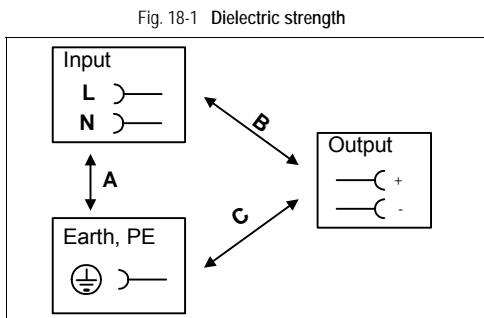 Fig. 18-1 Dielectric strength
Input
L
N
B
Output
+
-
A
C
Earth, PE